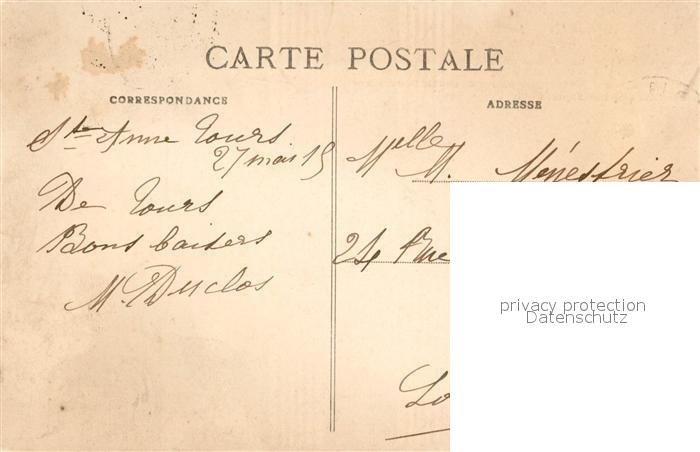 CARTE POSTALE
CORRESPONDANCE
Ste Anne Tours
27 mai 15
De Tours
Bons baisers
M. Duclos
ADRESSE
Melle M. Ménestrier
24 Rue
privacy protection
Datenschutz